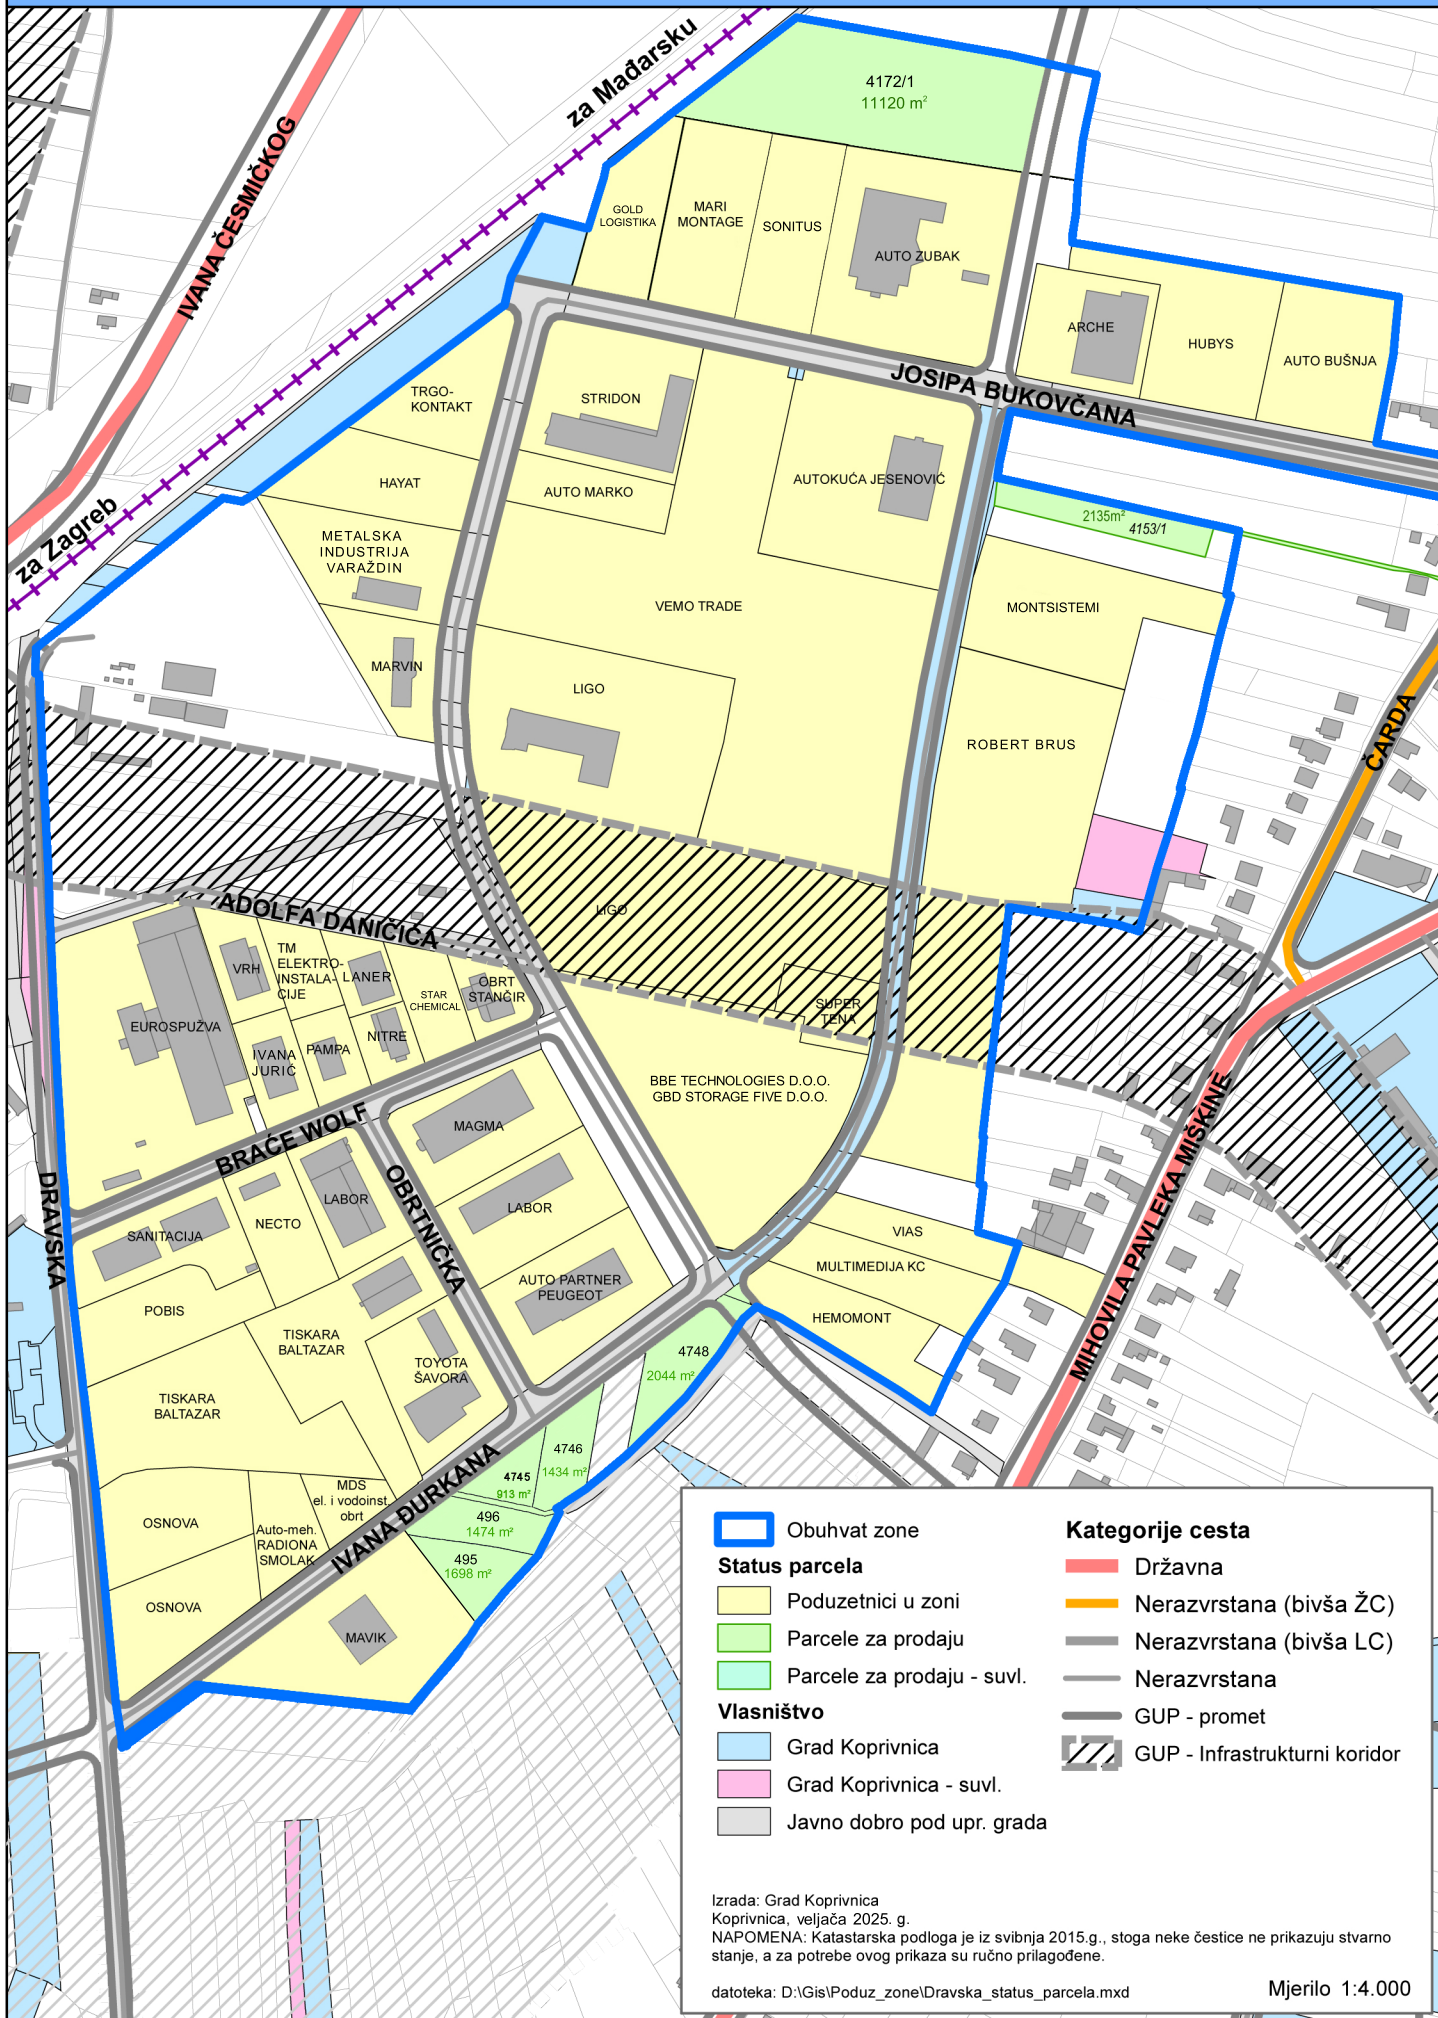 za Mađarsku
4172/1
11120 m²
IVANA ČESMIČKOG
GOLD
LOGISTIKA
MARI
MONTAGE
SONITUS
AUTO ZUBAK
ARCHE
HUBYS
AUTO BUŠNJA
JOSIPA BUKOVČANA
TRGO-
KONTAKT
STRIDON
HAYAT
AUTO MARKO
AUTOKUĆA JESENOVIĆ
2135m²
4153/1
za Zagreb
METALSKA
INDUSTRIJA
VARAŽDIN
VEMO TRADE
MONTSISTEMI
MARVIN
LIGO
ROBERT BRUS
ČARDA
LIGO
ADOLFA DANIČIĆA
VRH
TM
ELEKTRO-
INSTALA-
CIJE
LANER
STAR
CHEMICAL
OBRT
STANČIR
SUPER
TENA
EUROSPUŽVA
IVANA
JURIĆ
PAMPA
NITRE
BBE TECHNOLOGIES D.O.O.
GBD STORAGE FIVE D.O.O.
MAGMA
BRAĆE WOLF
OBRTNIČKA
DRAVSKA
MIHOVILA PAVLEKA MIŠKINE
LABOR
LABOR
NECTO
SANITACIJA
VIAS
MULTIMEDIJA KC
AUTO PARTNER
PEUGEOT
POBIS
HEMOMONT
TISKARA
BALTAZAR
TOYOTA
ŠAVORA
4748
2044 m²
TISKARA
BALTAZAR
4746
1434 m²
4745
913 m²
IVANA ĐURKANA
MDS
el. i vodoinst.
obrt
OSNOVA
Auto-meh.
RADIONA
SMOLAK
496
1474 m²
495
1698 m²
OSNOVA
MAVIK
Obuhvat zone
Status parcela
Poduzetnici u zoni
Parcele za prodaju
Parcele za prodaju - suvl.
Vlasništvo
Grad Koprivnica
Grad Koprivnica - suvl.
Javno dobro pod upr. grada
Kategorije cesta
Državna
Nerazvrstana (bivša ŽC)
Nerazvrstana (bivša LC)
Nerazvrstana
GUP - promet
GUP - Infrastrukturni koridor
Izrada: Grad Koprivnica
Koprivnica, veljača 2025. g.
NAPOMENA: Katastarska podloga je iz svibnja 2015.g., stoga neke čestice ne prikazuju stvarno
stanje, a za potrebe ovog prikaza su ručno prilagođene.
datoteka: D:\Gis\Poduz_zone\Dravska_status_parcela.mxd
Mjerilo 1:4.000